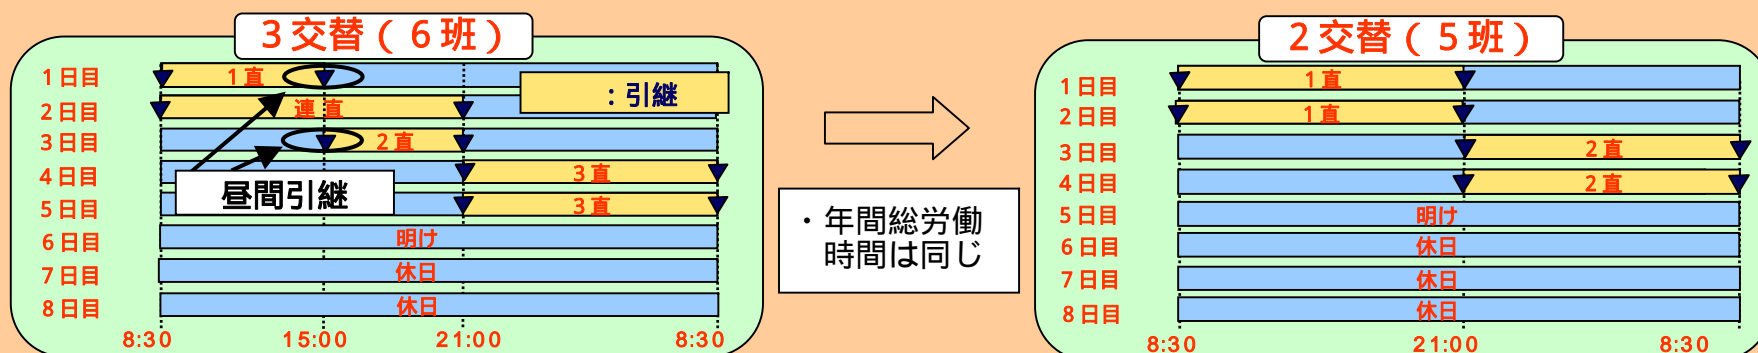 3交替（6班）
1日目
1直
：引継
2日目
連直
3日目
2直
4日目
3直
昼間引継
5日目
3直
6日目
明け
7日目
休日
8日目
休日
8:30
15:00
21:00
8:30
・年間総労働
時間は同じ
2交替（5班）
1日目
1直
2日目
1直
3日目
2直
4日目
2直
5日目
明け
6日目
休日
7日目
休日
8日目
休日
8:30
21:00
8:30